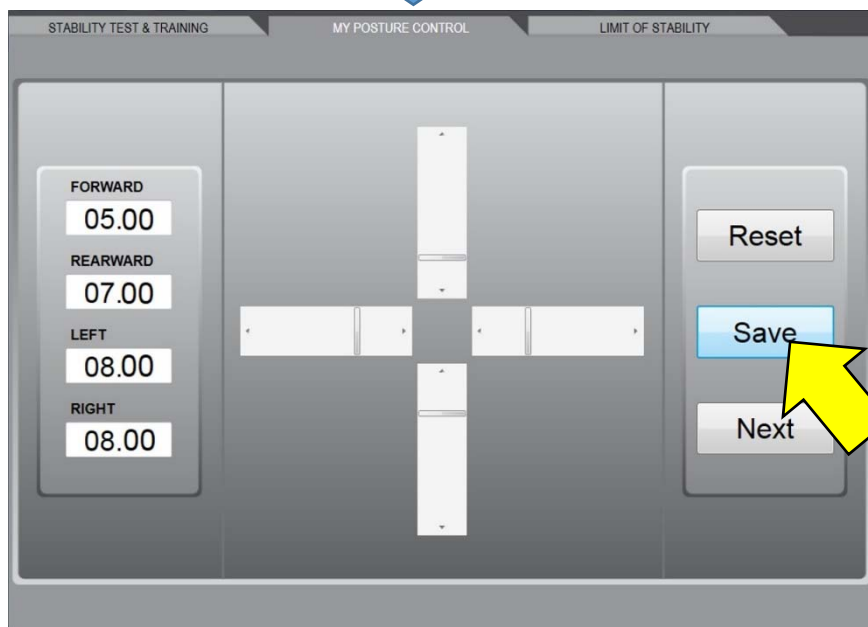 STABILITY TEST & TRAINING
MY POSTURE CONTROL
LIMIT OF STABILITY
FORWARD
05.00
REARWARD
07.00
LEFT
08.00
RIGHT
08.00
Reset
Save
Next